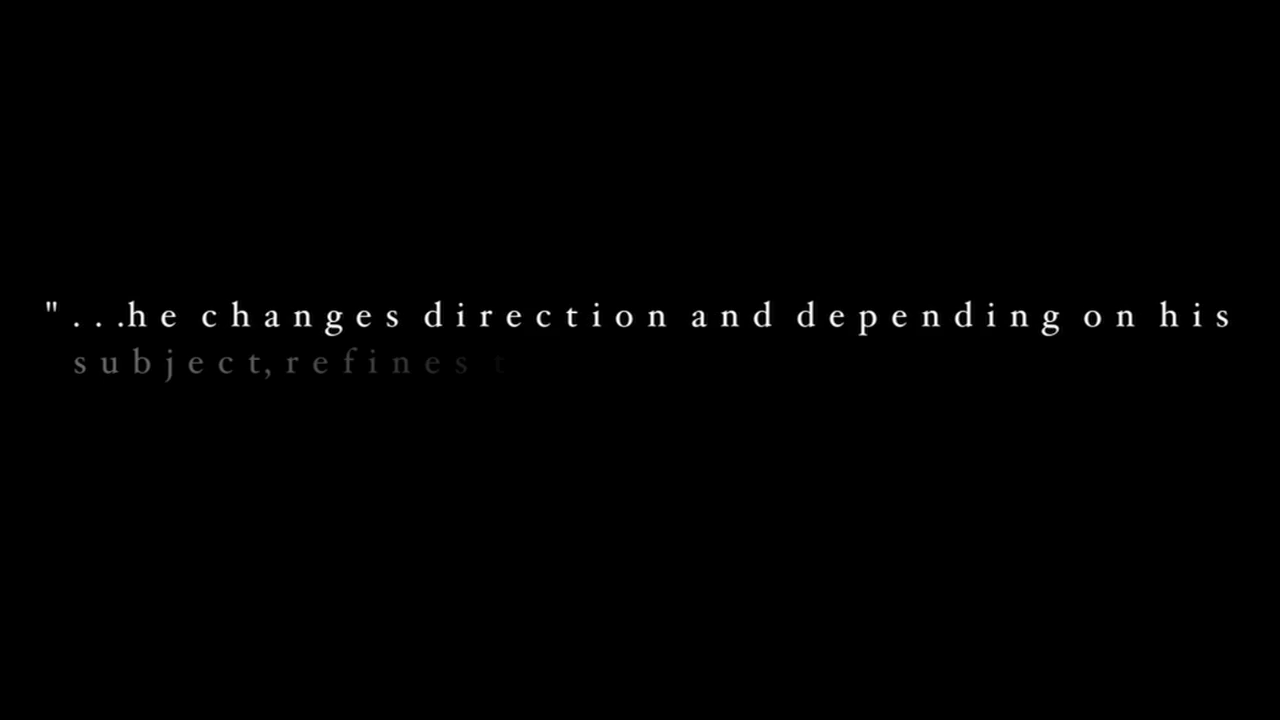 "...he changes direction and depending on his
subject, refines t